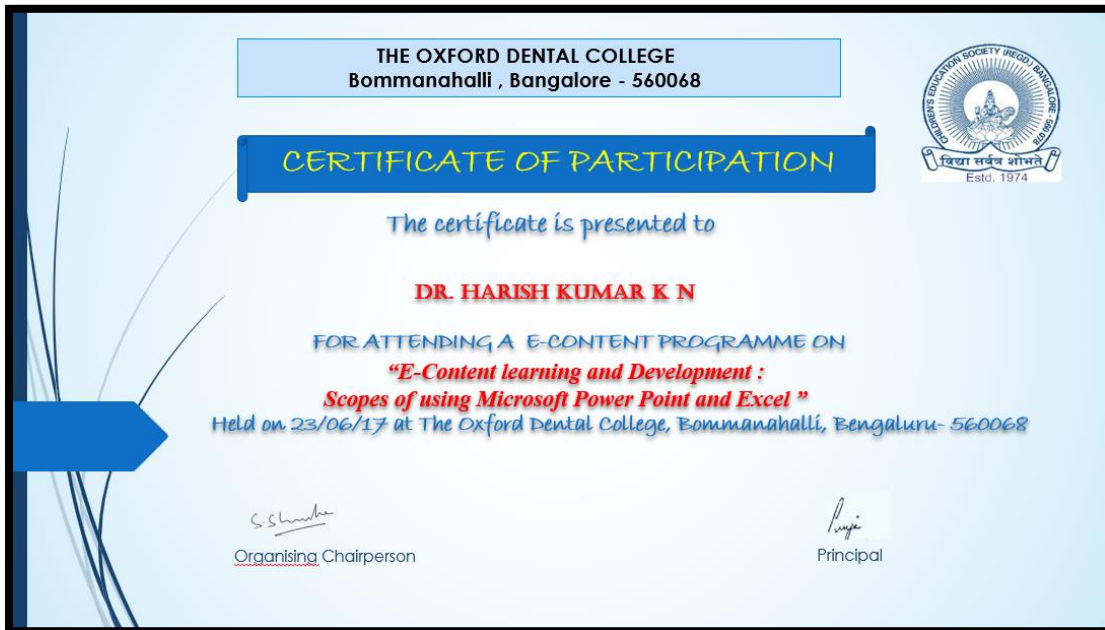 THE OXFORD DENTAL COLLEGE
Bommanahalli , Bangalore - 560068
CHILDREN'S EDUCATION SOCIETY (REGD.) BANGALORE - 560 078
विद्या सर्वत्र शोभते
Estd. 1974
CERTIFICATE OF PARTICIPATION
The certificate is presented to
DR. HARISH KUMAR K N
FOR ATTENDING A E-CONTENT PROGRAMME ON
“E-Content learning and Development :
Scopes of using Microsoft Power Point and Excel ”
Held on 23/06/17 at The Oxford Dental College, Bommanahalli, Bengaluru- 560068
Organising Chairperson
Principal